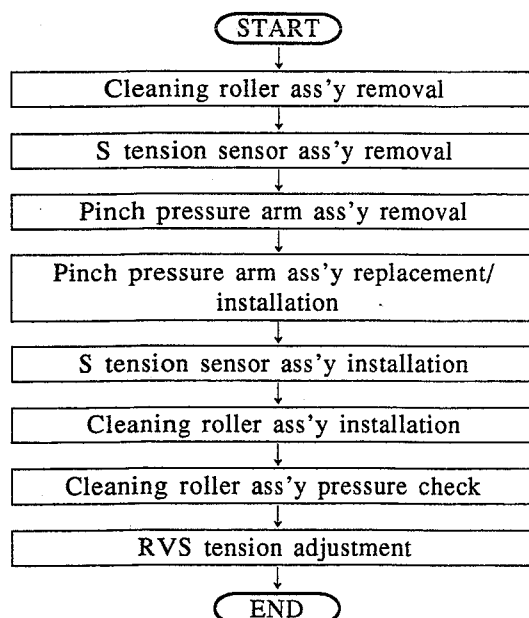 START
Cleaning roller ass'y removal
S tension sensor ass'y removal
Pinch pressure arm ass'y removal
Pinch pressure arm ass'y replacement/
installation
S tension sensor ass'y installation
Cleaning roller ass'y installation
Cleaning roller ass'y pressure check
RVS tension adjustment
END